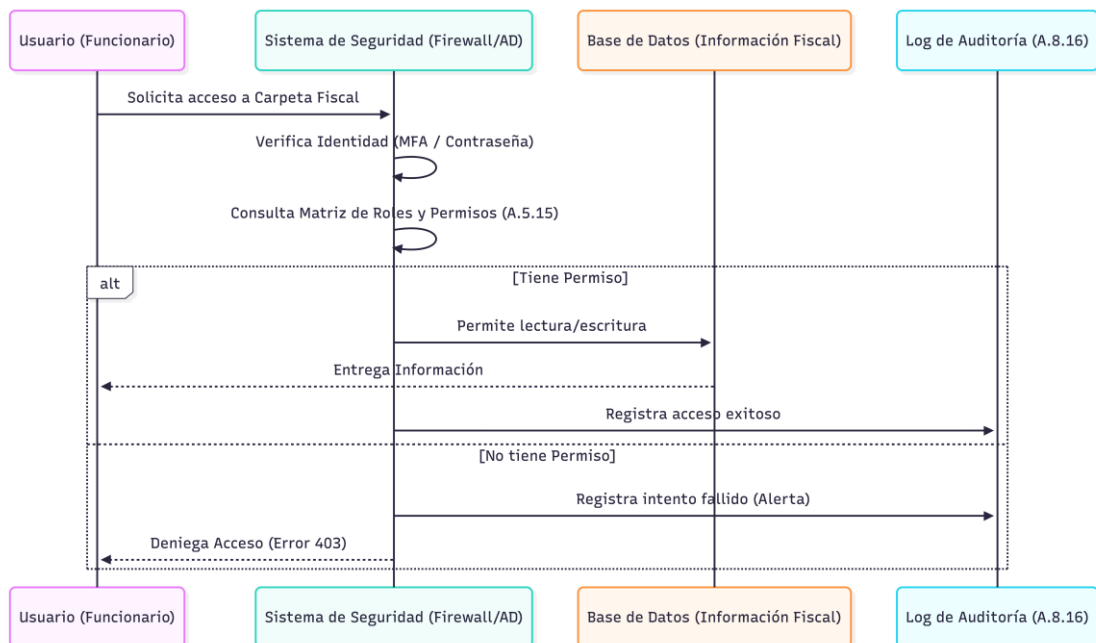 Usuario (Funcionario)
Sistema de Seguridad (Firewall/AD)
Base de Datos (Información Fiscal)
Log de Auditoría (A.8.16)
Solicita acceso a Carpeta Fiscal
Verifica Identidad (MFA / Contraseña)
Consulta Matriz de Roles y Permisos (A.5.15)
alt
[Tiene Permiso]
Permite lectura/escritura
Entrega Información
Registra acceso exitoso
[No tiene Permiso]
Registra intento fallido (Alerta)
Deniega Acceso (Error 403)
Usuario (Funcionario)
Sistema de Seguridad (Firewall/AD)
Base de Datos (Información Fiscal)
Log de Auditoría (A.8.16)